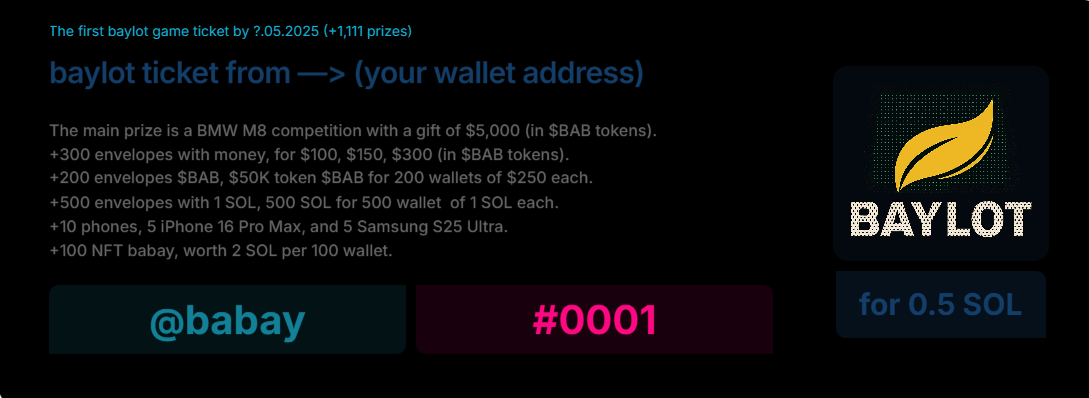 The first baylot game ticket by ?.05.2025 (+1,111 prizes)
baylot ticket from —> (your wallet address)
The main prize is a BMW M8 competition with a gift of $5,000 (in $BAB tokens).
+300 envelopes with money, for $100, $150, $300 (in $BAB tokens).
+200 envelopes $BAB, $50K token $BAB for 200 wallets of $250 each.
+500 envelopes with 1 SOL, 500 SOL for 500 wallet  of 1 SOL each.
+10 phones, 5 iPhone 16 Pro Max, and 5 Samsung S25 Ultra.
+100 NFT babay, worth 2 SOL per 100 wallet.
@babay
#0001
BAYLOT
for 0.5 SOL